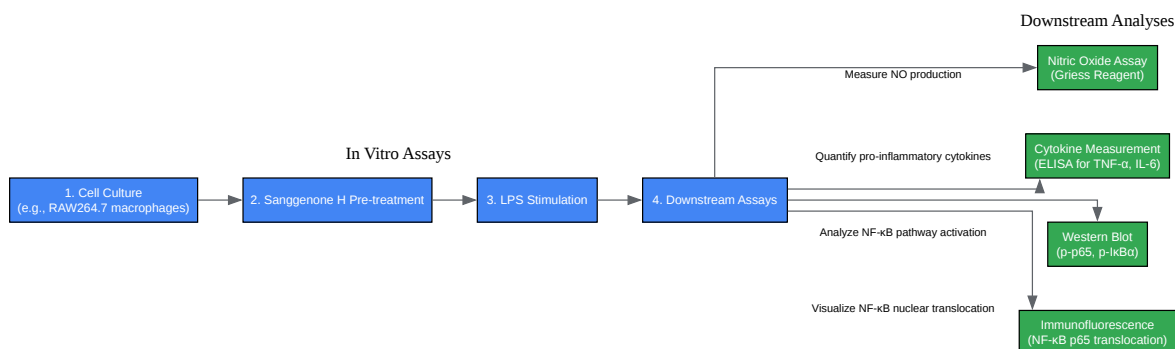 Downstream Analyses
Nitric Oxide Assay
(Griess Reagent)
Measure NO production
In Vitro Assays
Cytokine Measurement
(ELISA for TNF-α, IL-6)
Quantify pro-inflammatory cytokines
1. Cell Culture
(e.g., RAW264.7 macrophages)
2. Sanggenone H Pre-treatment
3. LPS Stimulation
4. Downstream Assays
Analyze NF-κB pathway activation
Western Blot
(p-p65, p-IκBα)
Visualize NF-κB nuclear translocation
Immunofluorescence
(NF-κB p65 translocation)